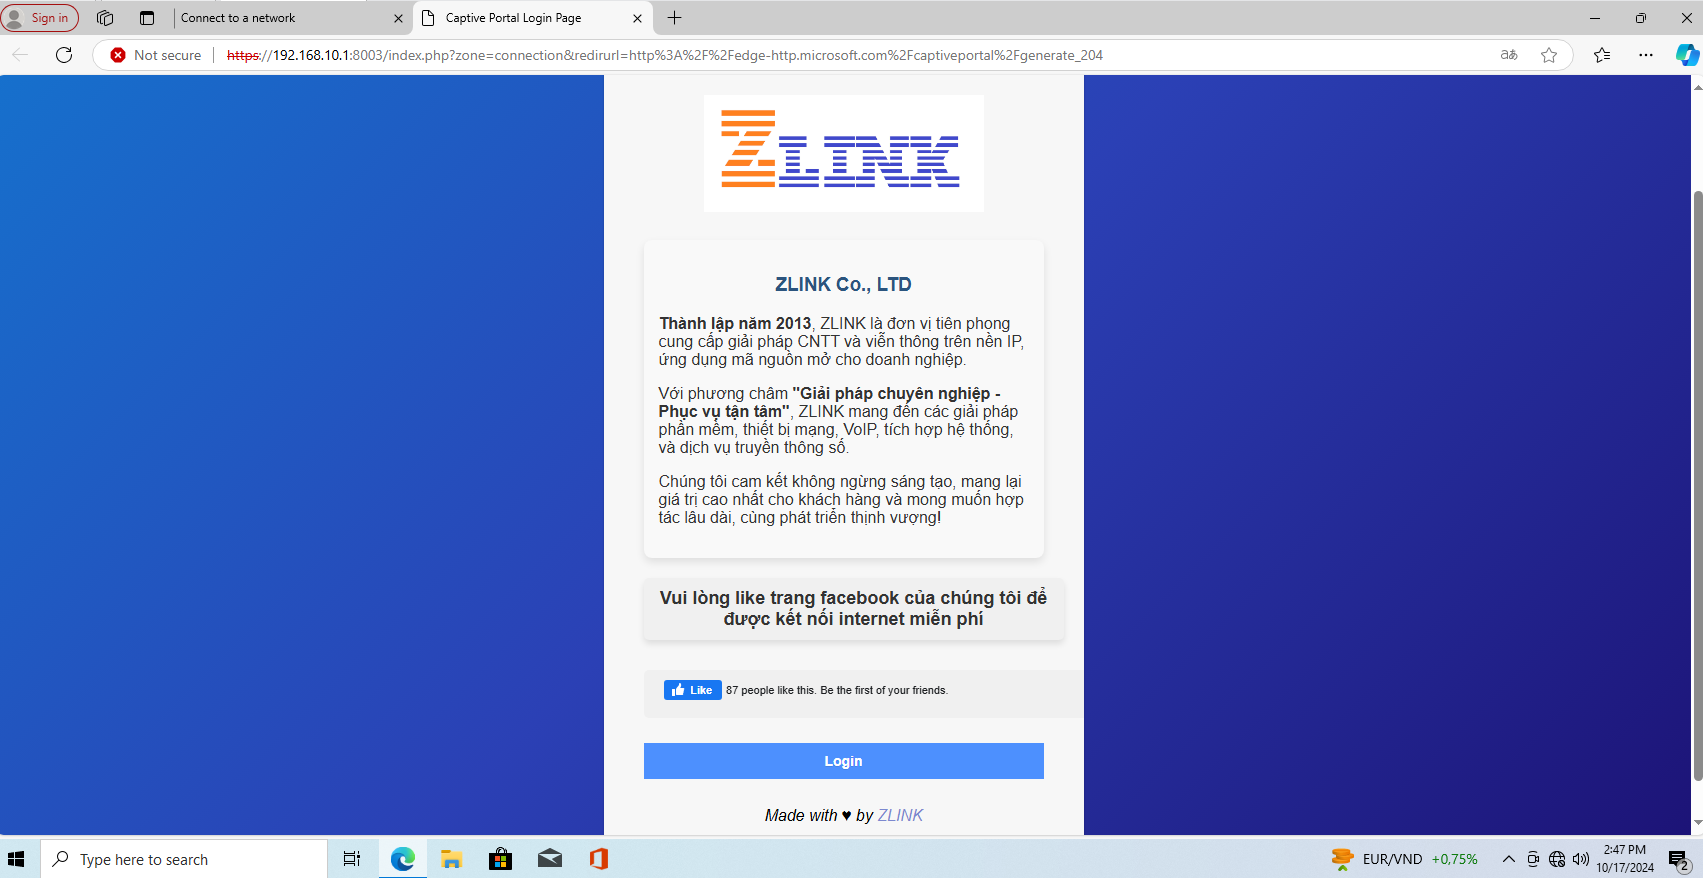 Sign in
Connect to a network
Captive Portal Login Page
Not secure
https://192.168.10.1:8003/index.php?zone=connection&redirurl=http%3A%2F%2Fedge-http.microsoft.com%2Fcaptiveportal%2Fgenerate_204
aあ
ZLINK
ZLINK Co., LTD
Thành lập năm 2013, ZLINK là đơn vị tiên phong
cung cấp giải pháp CNTT và viễn thông trên nền IP,
ứng dụng mã nguồn mở cho doanh nghiệp.
Với phương châm "Giải pháp chuyên nghiệp -
Phục vụ tận tâm", ZLINK mang đến các giải pháp
phần mềm, thiết bị mạng, VoIP, tích hợp hệ thống,
và dịch vụ truyền thông số.
Chúng tôi cam kết không ngừng sáng tạo, mang lại
giá trị cao nhất cho khách hàng và mong muốn hợp
tác lâu dài, cùng phát triển thịnh vượng!
Vui lòng like trang facebook của chúng tôi để
được kết nối internet miễn phí
Like 87 people like this. Be the first of your friends.
Login
Made with ♥ by ZLINK
Type here to search
EUR/VND +0,75%
2:47 PM
10/17/2024
2